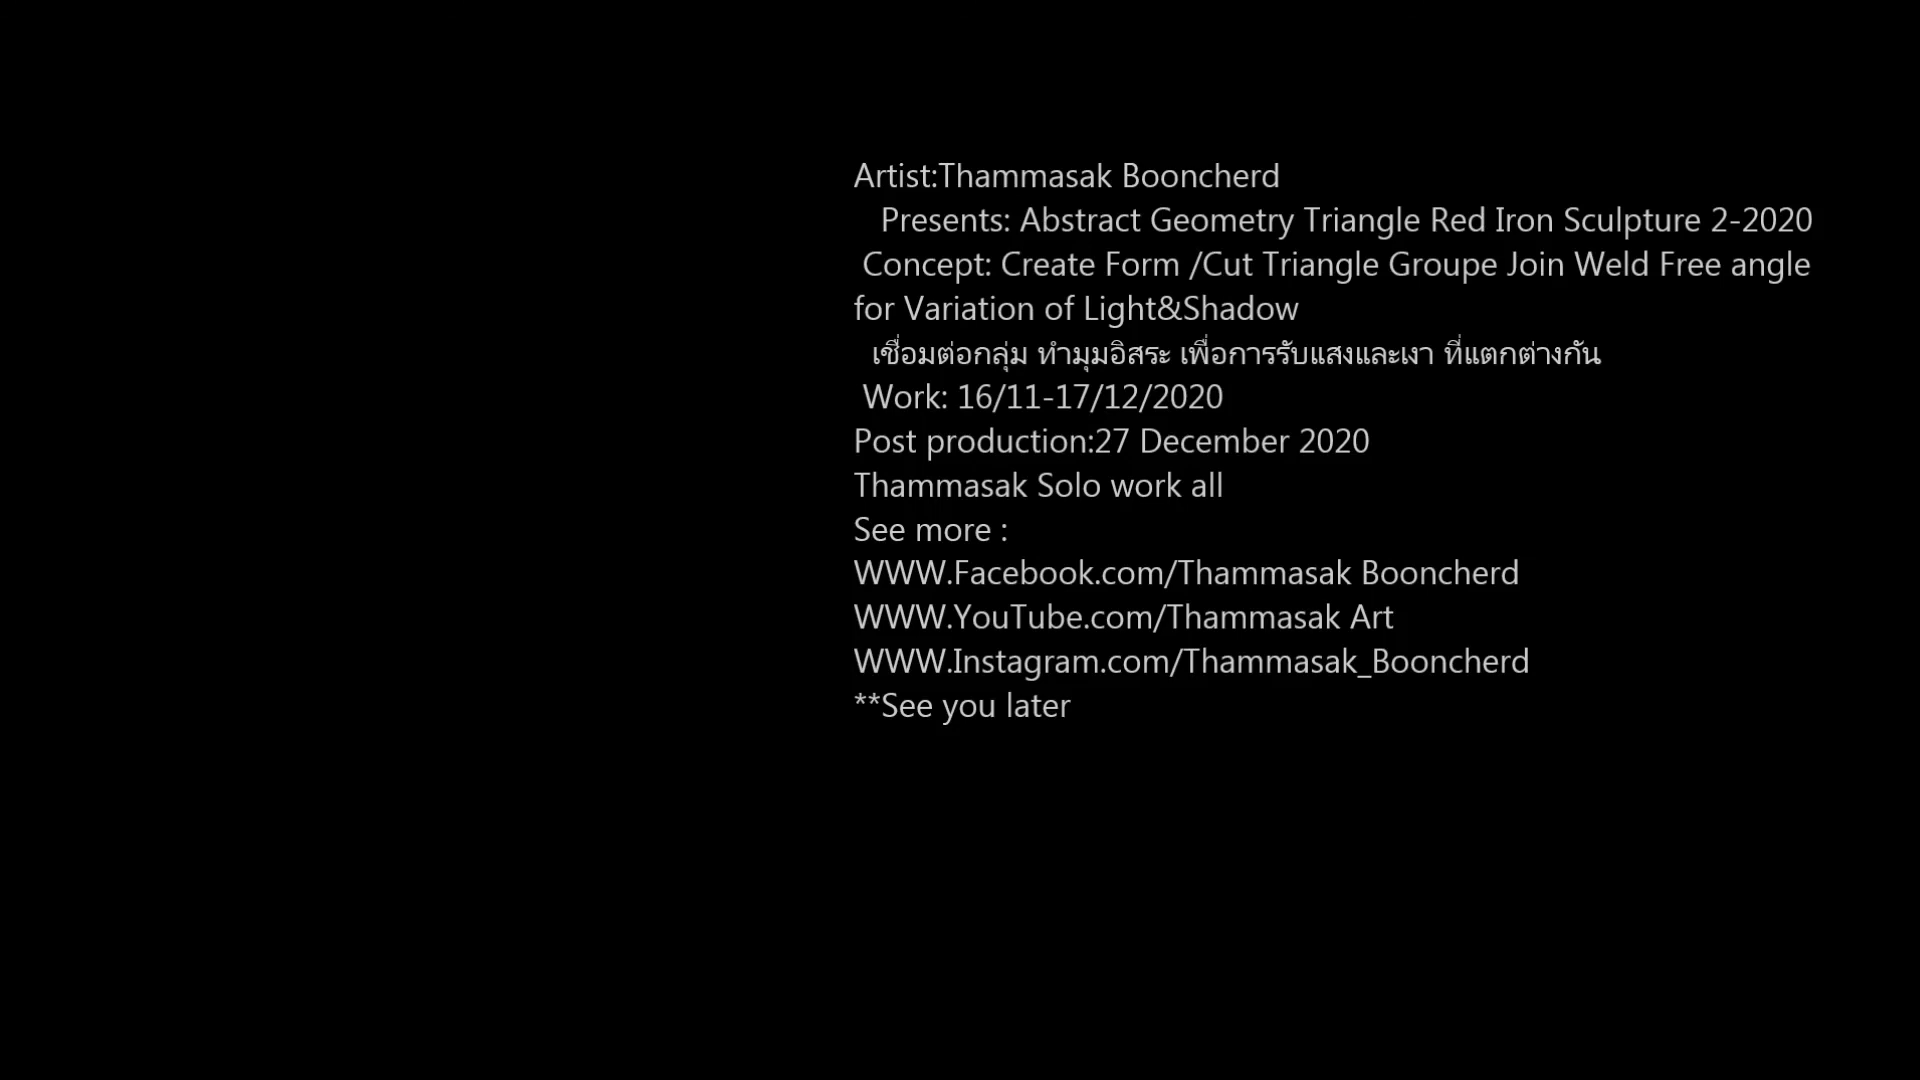 Artist:Thammasak Booncherd
Presents: Abstract Geometry Triangle Red Iron Sculpture 2-2020
Concept: Create Form /Cut Triangle Groupe Join Weld Free angle
for Variation of Light&Shadow
เชื่อมต่อกลุ่ม ทำมุมอิสระ เพื่อการรับแสงและเงา ที่แตกต่างกัน
Work: 16/11-17/12/2020
Post production:27 December 2020
Thammasak Solo work all
See more :
WWW.Facebook.com/Thammasak Booncherd
WWW.YouTube.com/Thammasak Art
WWW.Instagram.com/Thammasak_Booncherd
**See you later